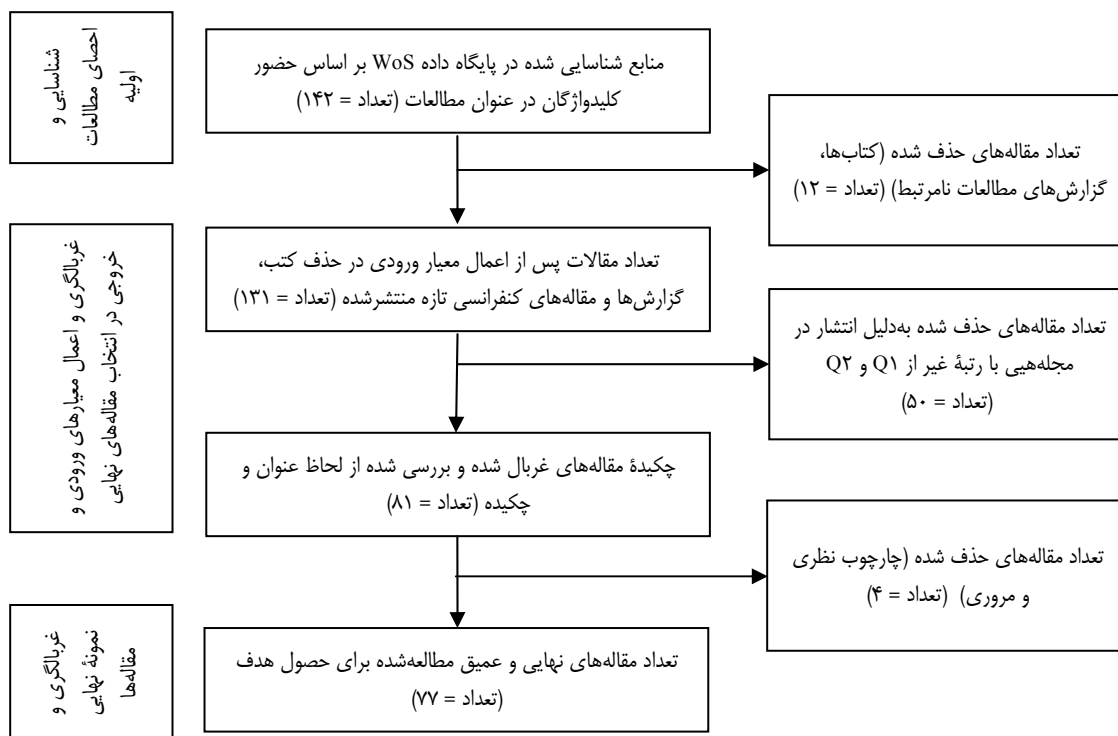 شناسایی و
احصای مطالعات
اولیه
منابع شناسایی شده در پایگاه داده WoS بر اساس حضور
کلیدواژگان در عنوان مطالعات (تعداد = ۱۴۲)
تعداد مقاله‌های حذف شده (کتاب‌ها،
گزارش‌های مطالعات نامرتبط) (تعداد = ۱۲)
غربالگری و اعمال معیارهای ورودی و
خروجی در انتخاب مقاله‌های نهایی
تعداد مقالات پس از اعمال معیار ورودی در حذف کتب،
گزارش‌ها و مقاله‌های کنفرانسی تازه منتشرشده (تعداد = ۱۳۱)
تعداد مقاله‌های حذف شده به‌دلیل انتشار در
مجله‌هیی با رتبۀ غیر از Q۱ و Q۲
(تعداد = ۵۰)
چکیدۀ مقاله‌های غربال شده و بررسی شده از لحاظ عنوان و
چکیده (تعداد = ۸۱)
تعداد مقاله‌های حذف شده (چارچوب نظری
و مروری) (تعداد = ۴)
غربالگری و
نمونۀ نهایی
مقاله‌ها
تعداد مقاله‌های نهایی و عمیق مطالعه‌شده برای حصول هدف
(تعداد = ۷۷)